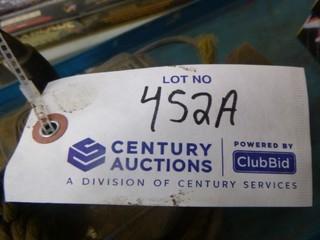 LOT NO
452A
CENTURY
AUCTIONS
POWERED BY
ClubBid
A DIVISION OF CENTURY SERVICES